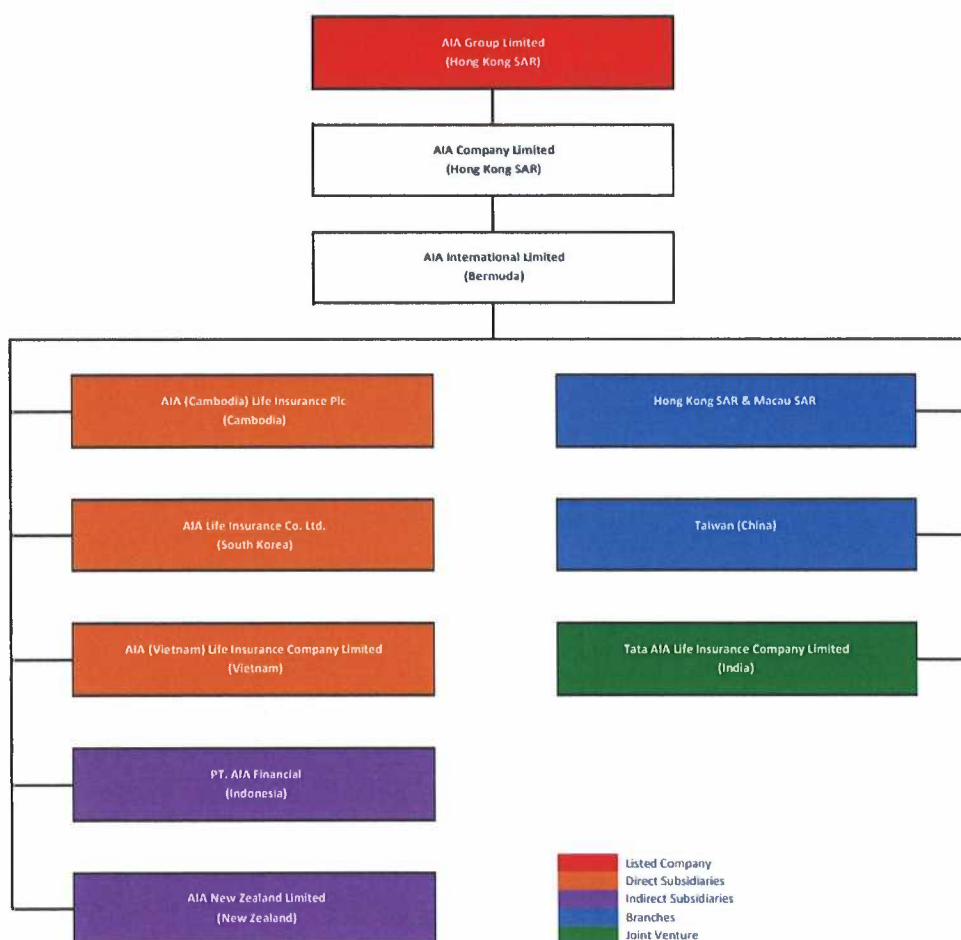 AIA Group Limited
(Hong Kong SAR)
AIA Company Limited
(Hong Kong SAR)
AIA International Limited
(Bermuda)
AIA (Cambodia) Life Insurance Plc
(Cambodia)
Hong Kong SAR & Macau SAR
AIA Life Insurance Co. Ltd.
(South Korea)
Taiwan (China)
AIA (Vietnam) Life Insurance Company Limited
(Vietnam)
Tata AIA Life Insurance Company Limited
(India)
PT. AIA Financial
(Indonesia)
AIA New Zealand Limited
(New Zealand)
Listed Company
Direct Subsidiaries
Indirect Subsidiaries
Branches
Joint Venture